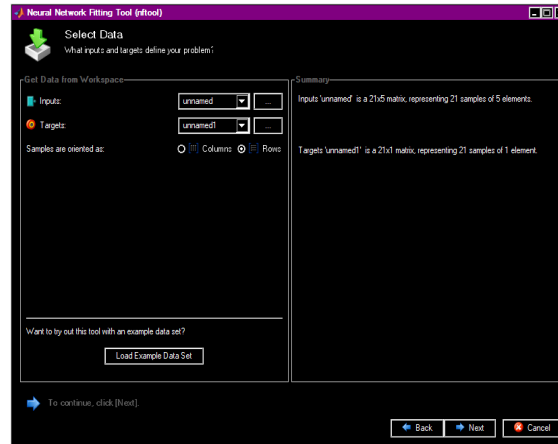 Neural Network Fitting Tool (nftool)
Select Data
What inputs and targets define your problem?
Get Data from Workspace
Inputs: unnamed ...
Targets: unnamed1 ...
Samples are oriented as: Columns Rows
Want to try out this tool with an example data set?
Load Example Data Set
Summary
Inputs 'unnamed' is a 21x5 matrix, representing 21 samples of 5 elements.
Targets 'unnamed1' is a 21x1 matrix, representing 21 samples of 1 element.
To continue, click [Next].
Back Next Cancel